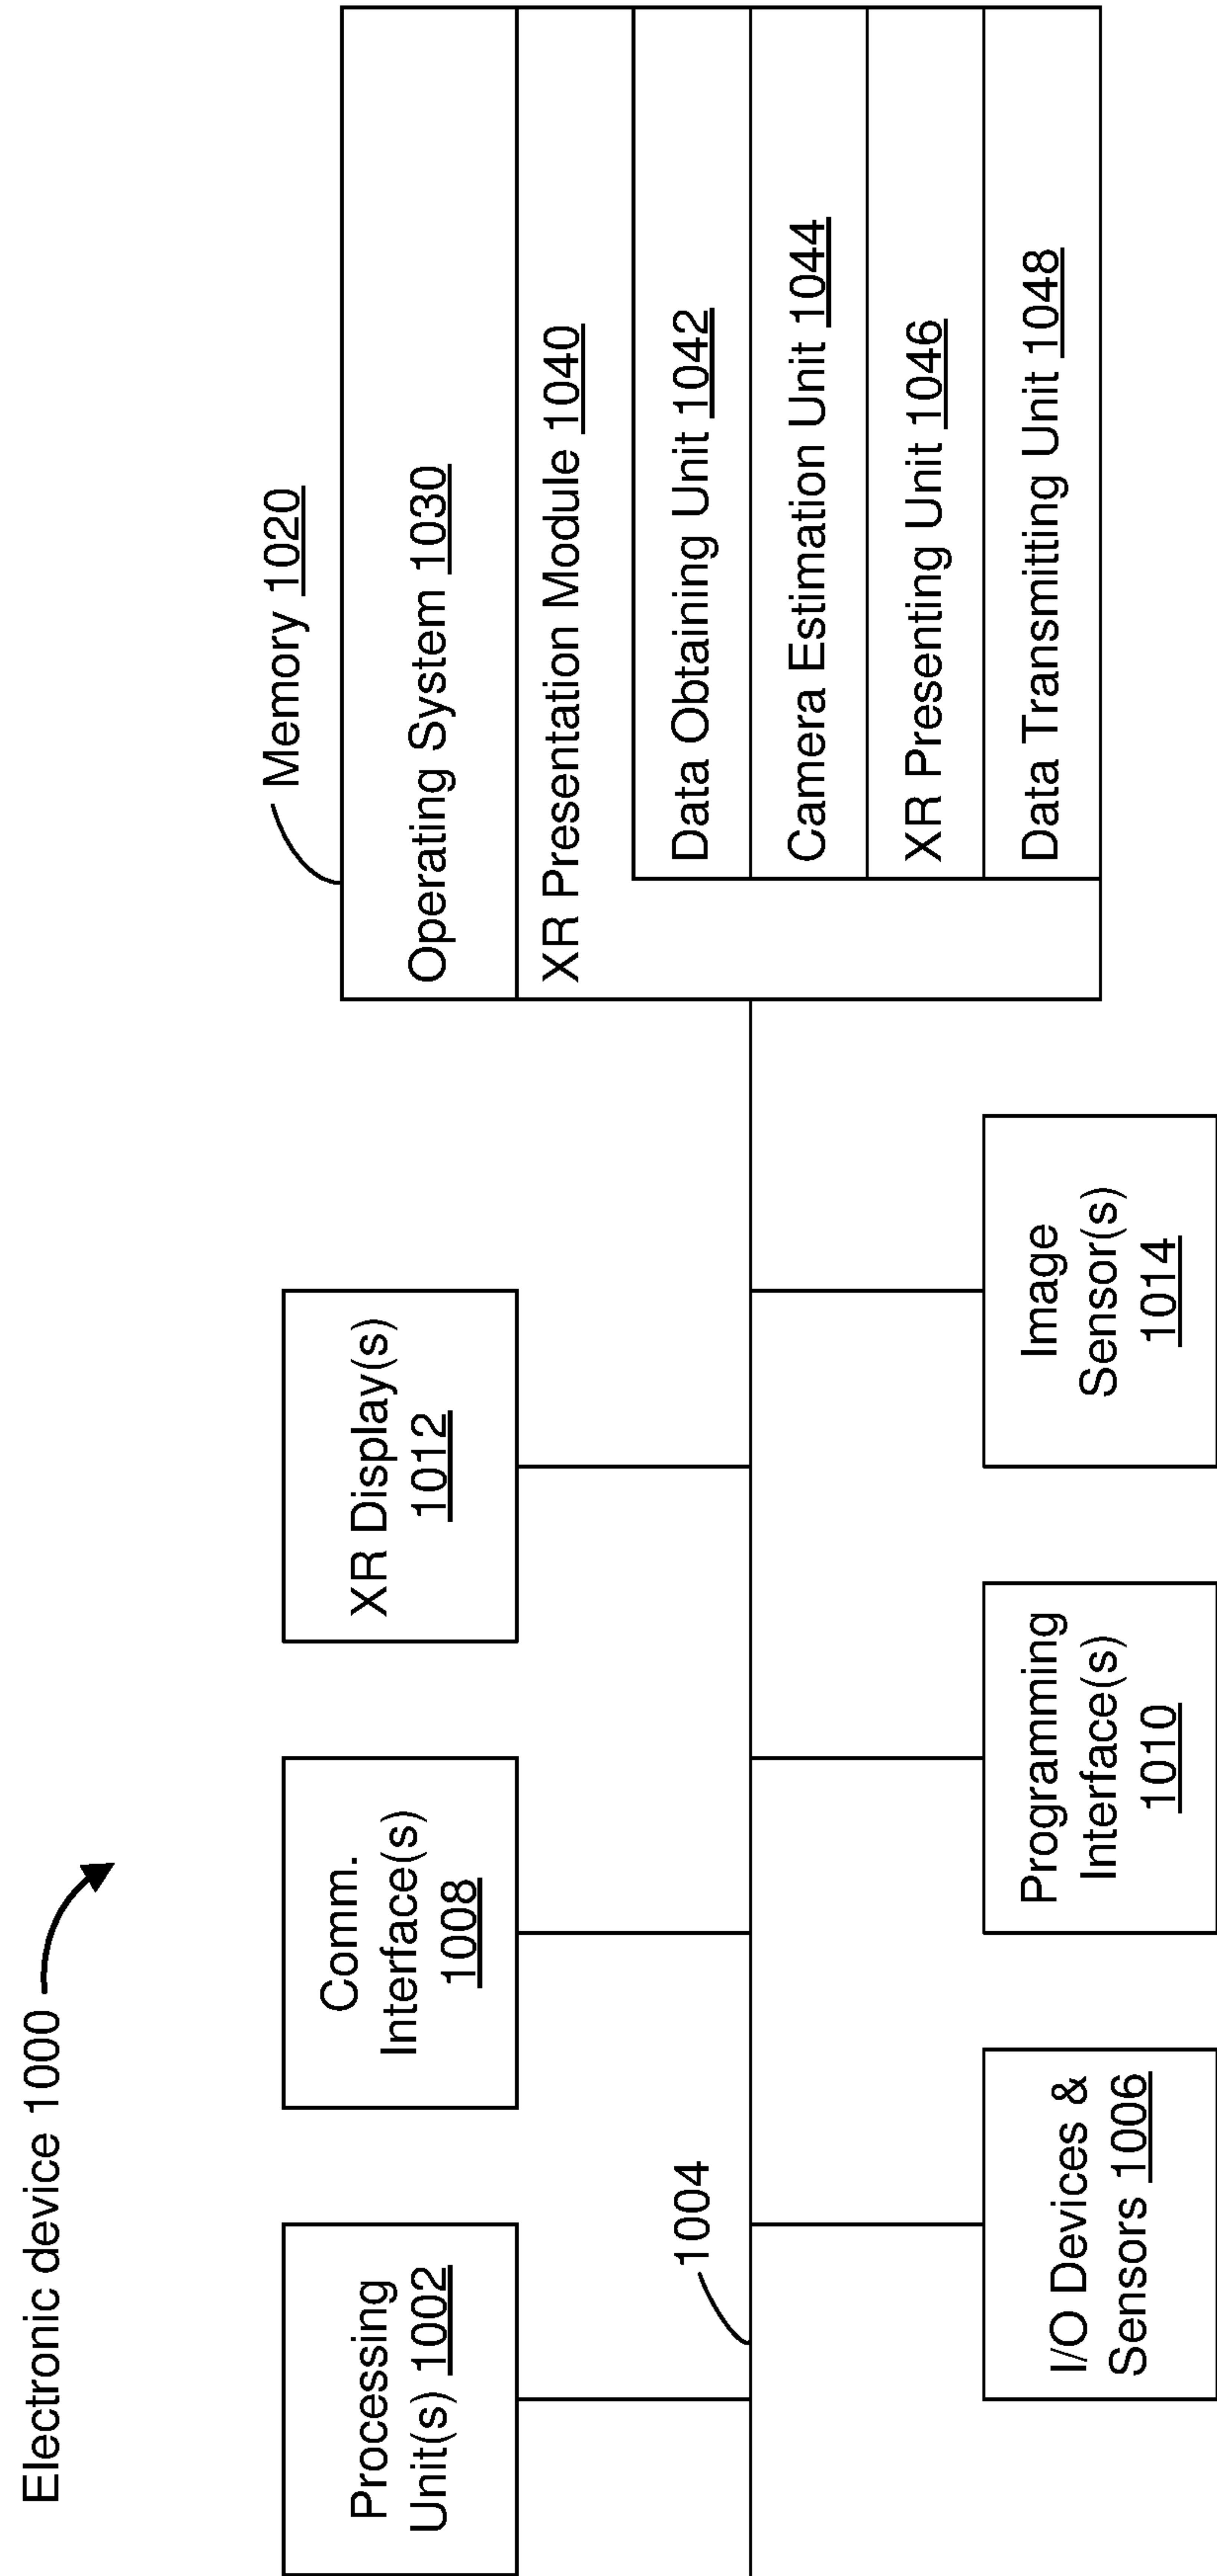 Electronic device 1000
Processing
Unit(s) 1002
Comm.
Interface(s)
1008
XR Display(s)
1012
Memory 1020
Operating System 1030
XR Presentation Module 1040
Data Obtaining Unit 1042
Camera Estimation Unit 1044
XR Presenting Unit 1046
Data Transmitting Unit 1048
1004
I/O Devices &
Sensors 1006
Programming
Interface(s)
1010
Image
Sensor(s)
1014